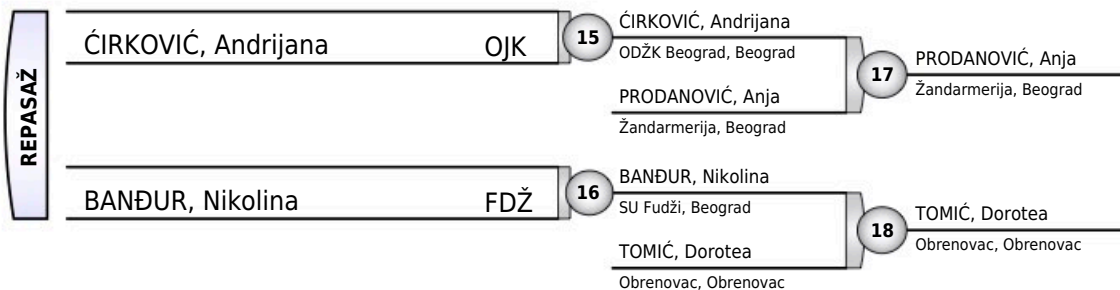 REPASAŽ
ĆIRKOVIĆ, Andrijana OJK
15
ĆIRKOVIĆ, Andrijana
ODŽK Beograd, Beograd
PRODANOVIĆ, Anja
Žandarmerija, Beograd
17
PRODANOVIĆ, Anja
Žandarmerija, Beograd
BANĐUR, Nikolina FDŽ
16
BANĐUR, Nikolina
SU Fudži, Beograd
TOMIĆ, Dorotea
Obrenovac, Obrenovac
18
TOMIĆ, Dorotea
Obrenovac, Obrenovac